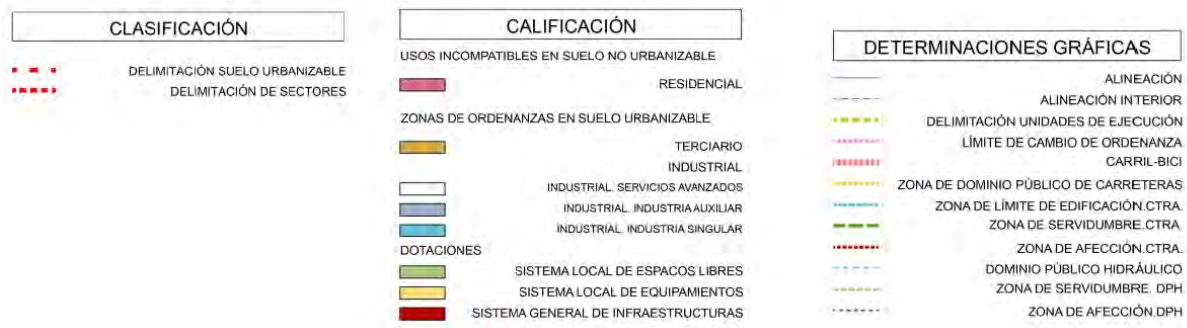 CLASIFICACIÓN
DELIMITACIÓN SUELO URBANIZABLE
DELIMITACIÓN DE SECTORES
CALIFICACIÓN
USOS INCOMPATIBLES EN SUELO NO URBANIZABLE
RESIDENCIAL
ZONAS DE ORDENANZAS EN SUELO URBANIZABLE
TERCIARIO
INDUSTRIAL
INDUSTRIAL. SERVICIOS AVANZADOS
INDUSTRIAL. INDUSTRIA AUXILIAR
INDUSTRIAL. INDUSTRIA SINGULAR
DOTACIONES
SISTEMA LOCAL DE ESPACOS LIBRES
SISTEMA LOCAL DE EQUIPAMIENTOS
SISTEMA GENERAL DE INFRAESTRUCTURAS
DETERMINACIONES GRÁFICAS
ALINEACIÓN
ALINEACIÓN INTERIOR
DELIMITACIÓN UNIDADES DE EJECUCIÓN
LÍMITE DE CAMBIO DE ORDENANZA
CARRIL-BICI
ZONA DE DOMINIO PÚBLICO DE CARRETERAS
ZONA DE LÍMITE DE EDIFICACIÓN.CTRA.
ZONA DE SERVIDUMBRE.CTRA.
ZONA DE AFECCIÓN.CTRA.
DOMINIO PÚBLICO HIDRÁULICO
ZONA DE SERVIDUMBRE. DPH
ZONA DE AFECCIÓN.DPH